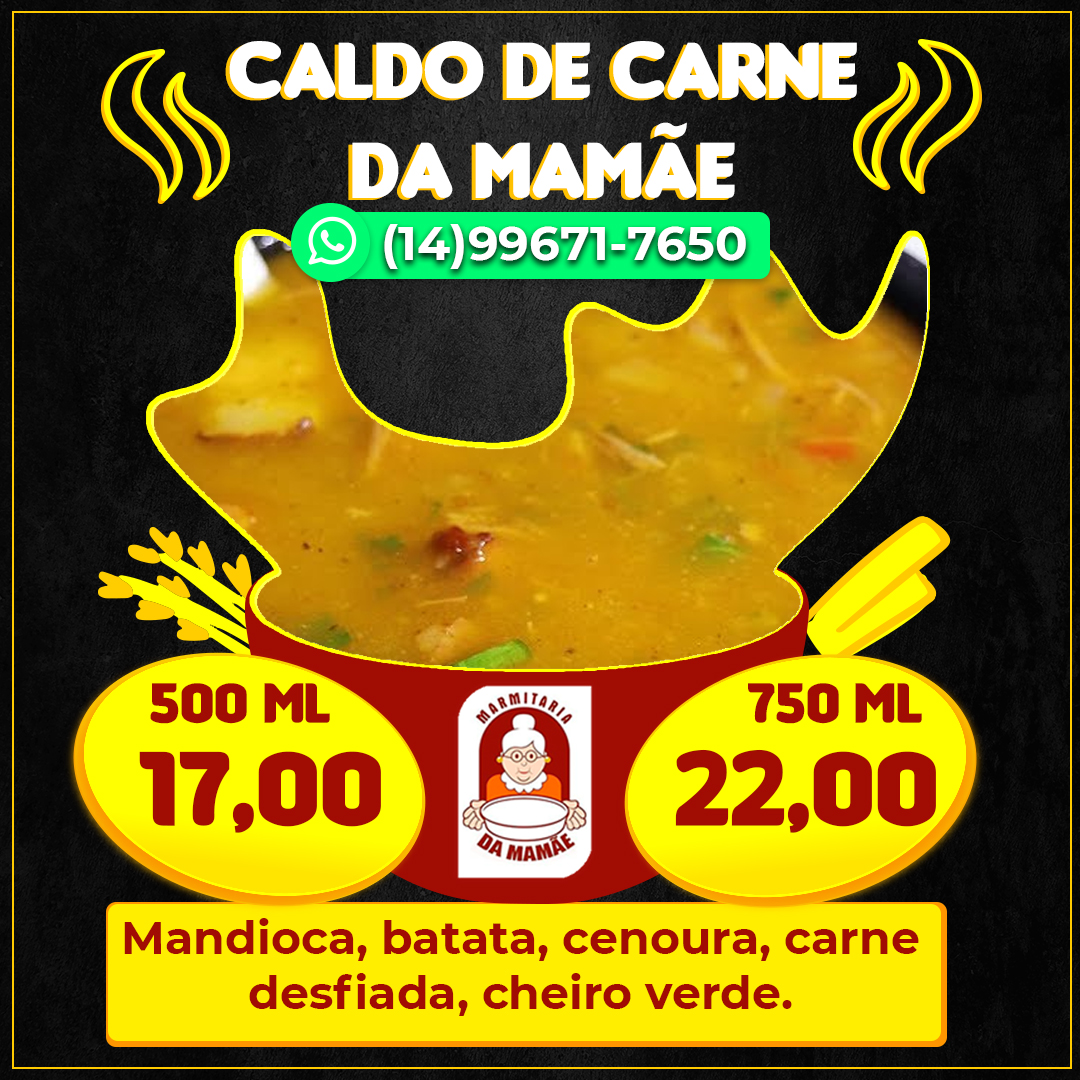 CALDO DE CARNE
DA MAMÃE
(14)99671-7650
500 ML
17,00
750 ML
22,00
MARMITARIA
DA MAMÃE
Mandioca, batata, cenoura, carne
desfiada, cheiro verde.